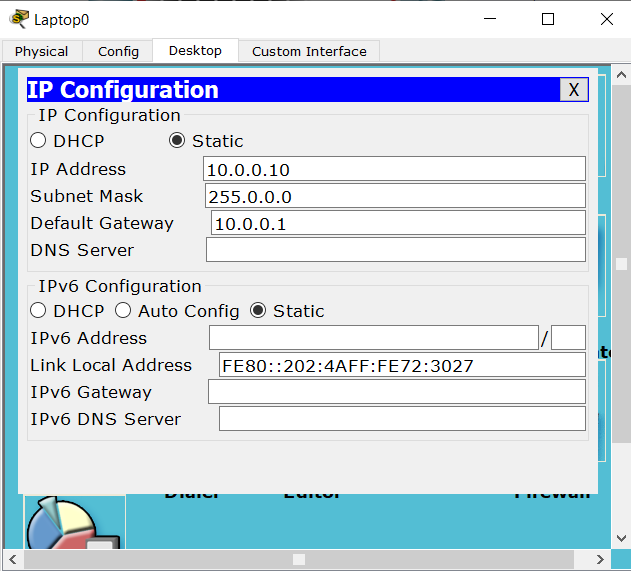 Laptop0
Physical Config Desktop Custom Interface
IP Configuration X
IP Configuration
DHCP Static
IP Address 10.0.0.10
Subnet Mask 255.0.0.0
Default Gateway 10.0.0.1
DNS Server
IPv6 Configuration
DHCP Auto Config Static
IPv6 Address /
Link Local Address FE80::202:4AFF:FE72:3027
IPv6 Gateway
IPv6 DNS Server
Dialer Editor Firewall